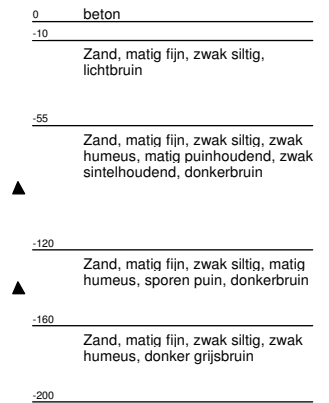 0 beton
-10
Zand, matig fijn, zwak siltig,
lichtbruin
-55
Zand, matig fijn, zwak siltig, zwak
humeus, matig puinhoudend, zwak
sintelhoudend, donkerbruin
-120
Zand, matig fijn, zwak siltig, matig
humeus, sporen puin, donkerbruin
-160
Zand, matig fijn, zwak siltig, zwak
humeus, donker grijsbruin
-200